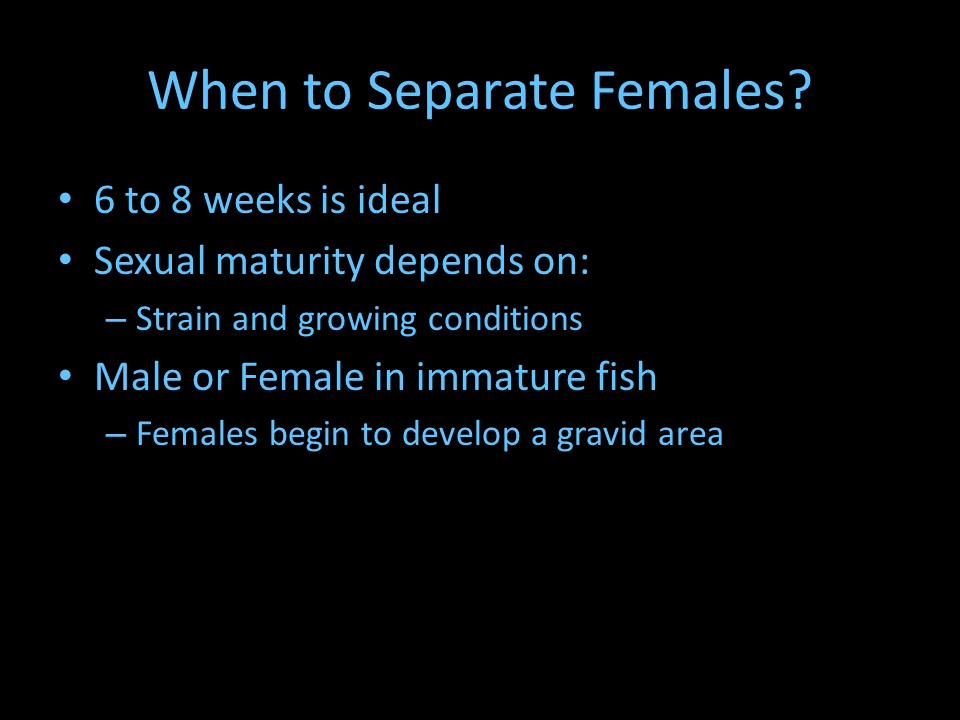 When to Separate Females?
• 6 to 8 weeks is ideal
• Sexual maturity depends on:
– Strain and growing conditions
• Male or Female in immature fish
– Females begin to develop a gravid area